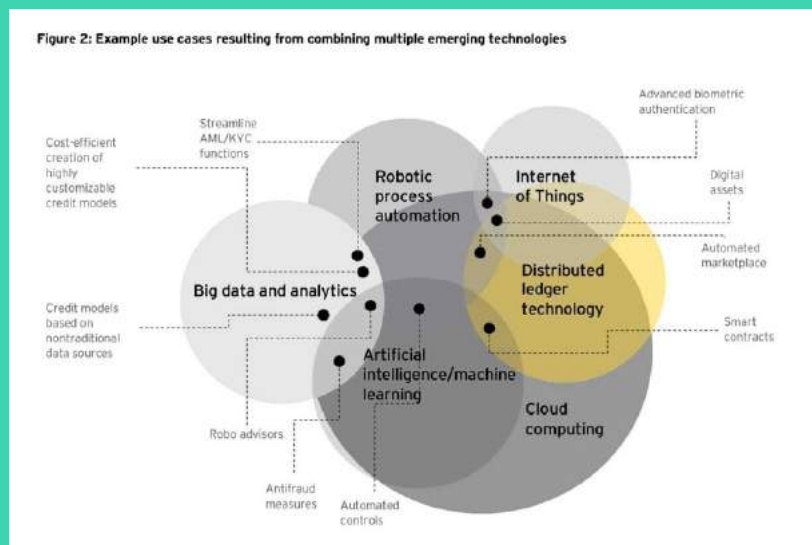 Figure 2: Example use cases resulting from combining multiple emerging technologies
Advanced biometric
authentication
Streamline
AML/KYC
functions
Cost-efficient
creation of
highly
customizable
credit models
Robotic
process
automation
Internet
of Things
Digital
assets
Automated
marketplace
Big data and analytics
Distributed
ledger
technology
Credit models
based on
nontraditional
data sources
Smart
contracts
Artificial
intelligence/machine
learning
Cloud
computing
Robo advisors
Antifraud
measures
Automated
controls